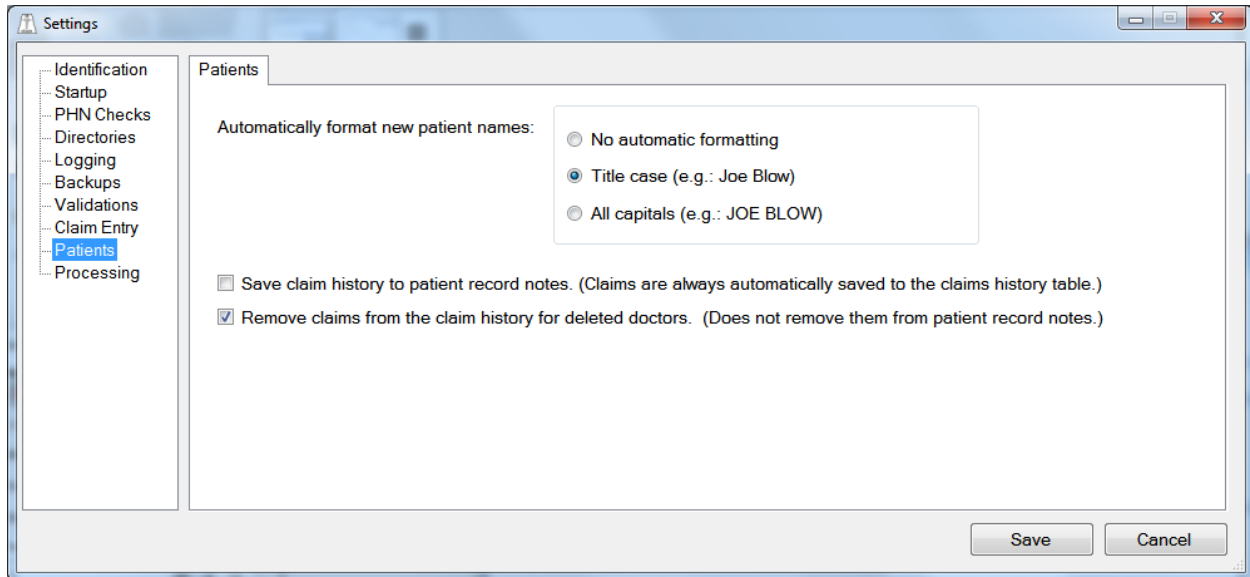 Settings
Identification
Startup
PHN Checks
Directories
Logging
Backups
Validations
Claim Entry
Patients
Processing
Patients
Automatically format new patient names:
No automatic formatting
Title case (e.g.: Joe Blow)
All capitals (e.g.: JOE BLOW)
Save claim history to patient record notes. (Claims are always automatically saved to the claims history table.)
Remove claims from the claim history for deleted doctors.  (Does not remove them from patient record notes.)
Save
Cancel